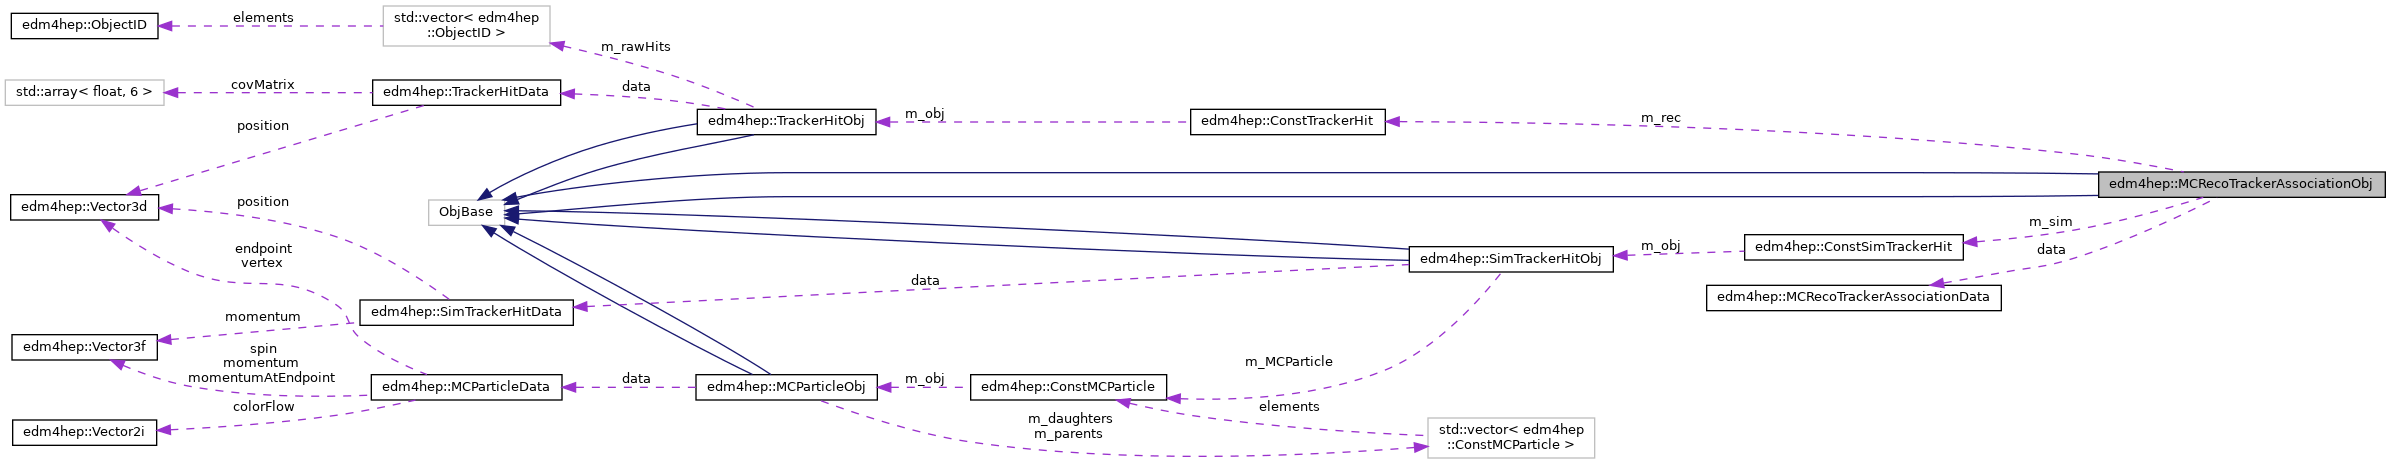 edm4hep::ObjectID
elements
std::vector< edm4hep
::ObjectID >
m_rawHits
std::array< float, 6 >
covMatrix
edm4hep::TrackerHitData
data
position
edm4hep::TrackerHitObj
m_obj
edm4hep::ConstTrackerHit
m_rec
edm4hep::MCRecoTrackerAssociationObj
edm4hep::Vector3d
position
ObjBase
endpoint
vertex
m_sim
data
edm4hep::SimTrackerHitObj
m_obj
edm4hep::ConstSimTrackerHit
edm4hep::MCRecoTrackerAssociationData
data
edm4hep::SimTrackerHitData
momentum
edm4hep::Vector3f
spin
momentum
momentumAtEndpoint
m_MCParticle
edm4hep::MCParticleData
data
edm4hep::MCParticleObj
m_obj
edm4hep::ConstMCParticle
colorFlow
elements
edm4hep::Vector2i
m_daughters
m_parents
std::vector< edm4hep
::ConstMCParticle >